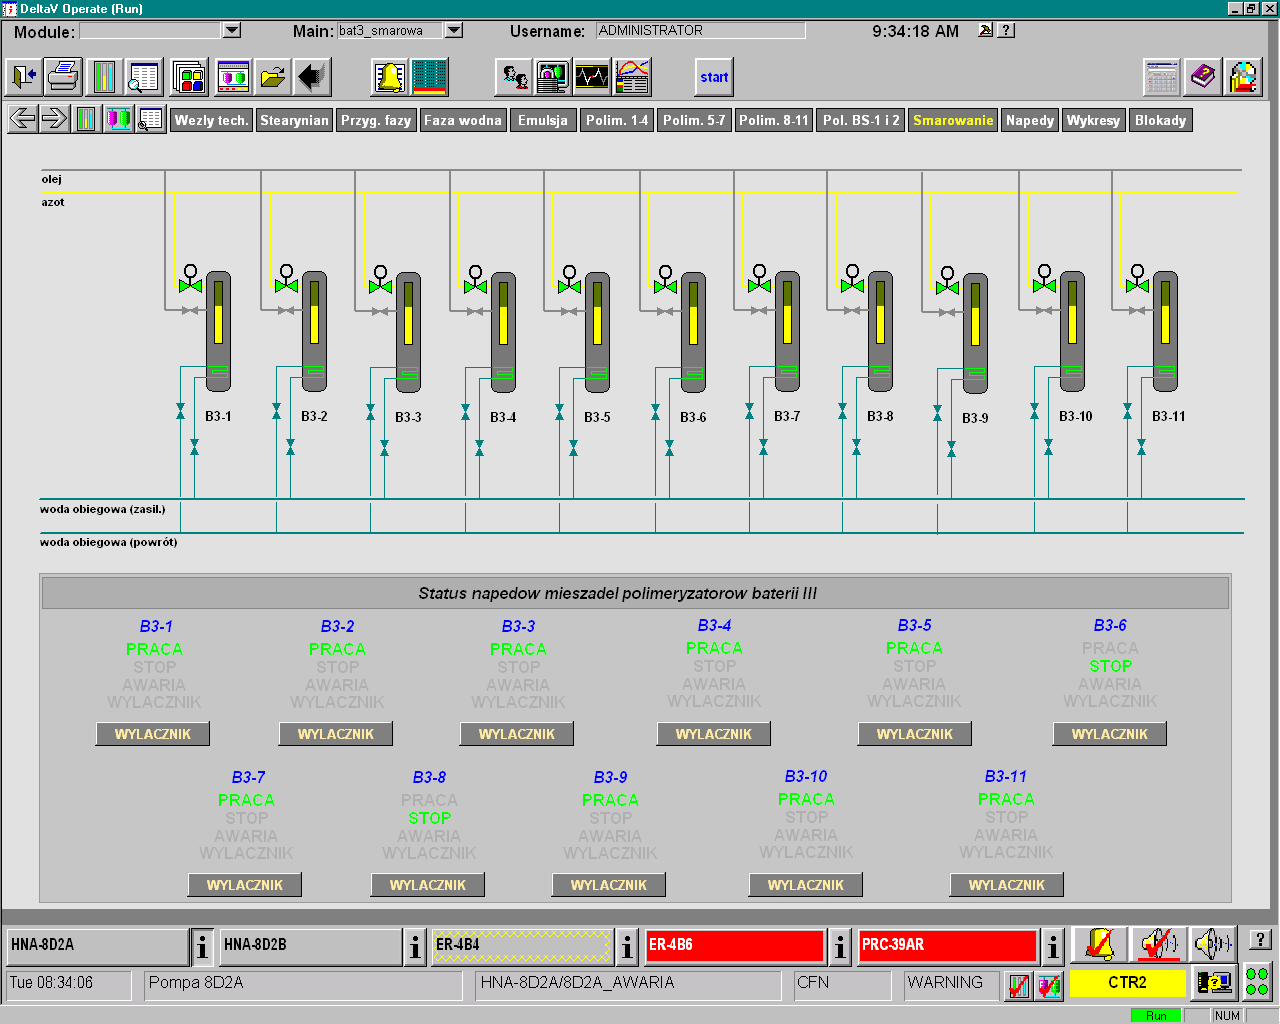 DeltaV Operate (Run)
Module: Main: bat3_smarowa Username: ADMINISTRATOR 9:34:18 AM ?
start
Wezly tech. Stearynian Przyg. fazy Faza wodna Emulsja Polim. 1-4 Polim. 5-7 Polim. 8-11 Pol. BS-1 i 2 Smarowanie Napedy Wykresy Blokady
olej
azot
B3-1 B3-2 B3-3 B3-4 B3-5 B3-6 B3-7 B3-8 B3-9 B3-10 B3-11
woda obiegowa (zasil.)
woda obiegowa (powrót)
Status napedow mieszadel polimeryzatorow baterii III
B3-1 B3-2 B3-3 B3-4 B3-5 B3-6
PRACA PRACA PRACA PRACA PRACA PRACA
STOP STOP STOP STOP STOP STOP
AWARIA AWARIA AWARIA AWARIA AWARIA AWARIA
WYLACZNIK WYLACZNIK WYLACZNIK WYLACZNIK WYLACZNIK WYLACZNIK
WYLACZNIK WYLACZNIK WYLACZNIK WYLACZNIK WYLACZNIK WYLACZNIK
B3-7 B3-8 B3-9 B3-10 B3-11
PRACA PRACA PRACA PRACA PRACA
STOP STOP STOP STOP STOP
AWARIA AWARIA AWARIA AWARIA AWARIA
WYLACZNIK WYLACZNIK WYLACZNIK WYLACZNIK WYLACZNIK
WYLACZNIK WYLACZNIK WYLACZNIK WYLACZNIK WYLACZNIK
HNA-8D2A i HNA-8D2B i ER-4B4 i ER-4B6 i PRC-39AR i ?
Tue 08:34:06 Pompa 8D2A HNA-8D2A/8D2A_AWARIA CFN WARNING CTR2
Run NUM